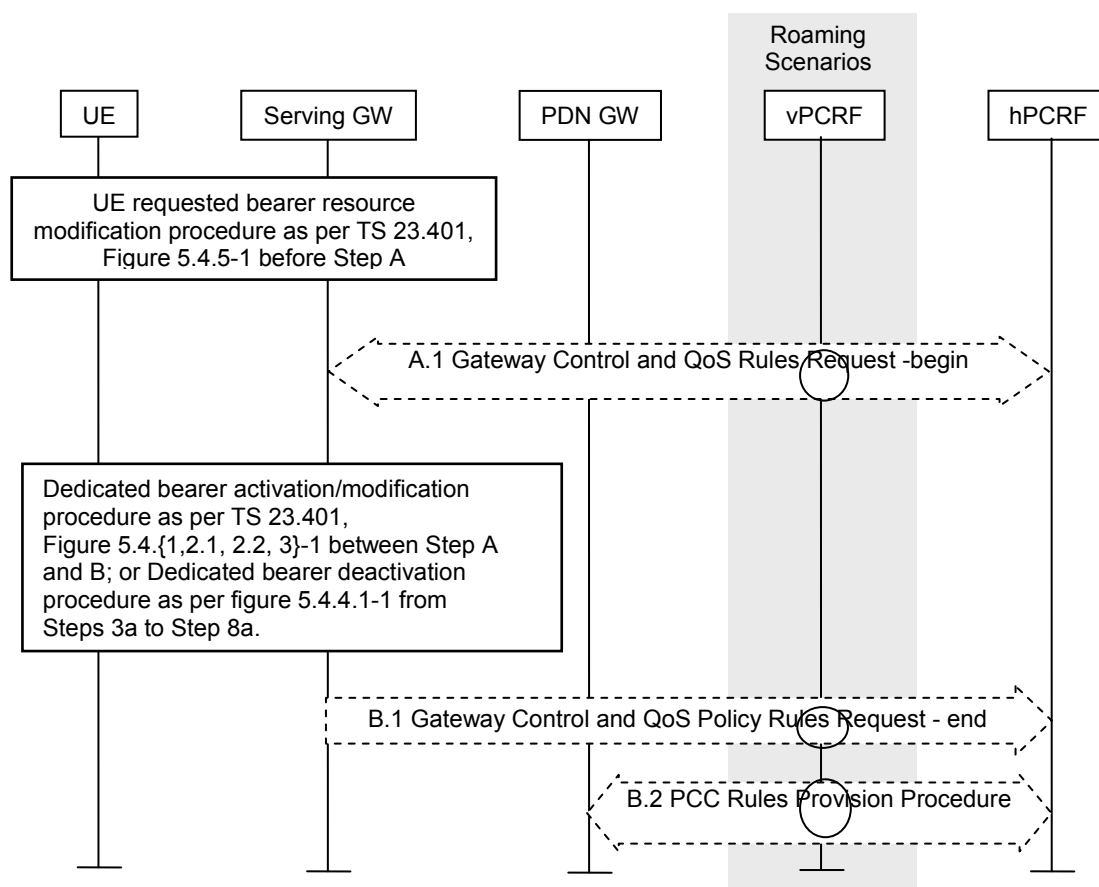 Roaming
Scenarios
UE
Serving GW
PDN GW
vPCRF
hPCRF
UE requested bearer resource
modification procedure as per TS 23.401,
Figure 5.4.5-1 before Step A
A.1 Gateway Control and QoS Rules Request -begin
Dedicated bearer activation/modification
procedure as per TS 23.401,
Figure 5.4.{1,2.1, 2.2, 3}-1 between Step A
and B; or Dedicated bearer deactivation
procedure as per figure 5.4.4.1-1 from
Steps 3a to Step 8a.
B.1 Gateway Control and QoS Policy Rules Request - end
B.2 PCC Rules Provision Procedure